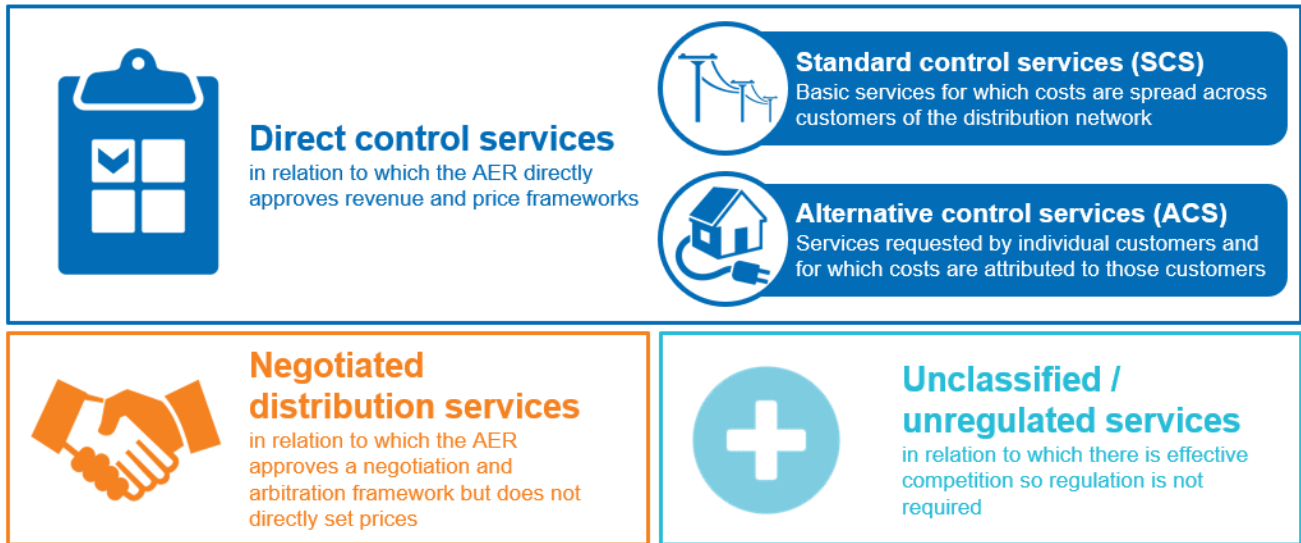 Direct control services
in relation to which the AER directly
approves revenue and price frameworks
Standard control services (SCS)
Basic services for which costs are spread across
customers of the distribution network
Alternative control services (ACS)
Services requested by individual customers and
for which costs are attributed to those customers
Negotiated
distribution services
in relation to which the AER
approves a negotiation and
arbitration framework but does not
directly set prices
Unclassified /
unregulated services
in relation to which there is effective
competition so regulation is not
required